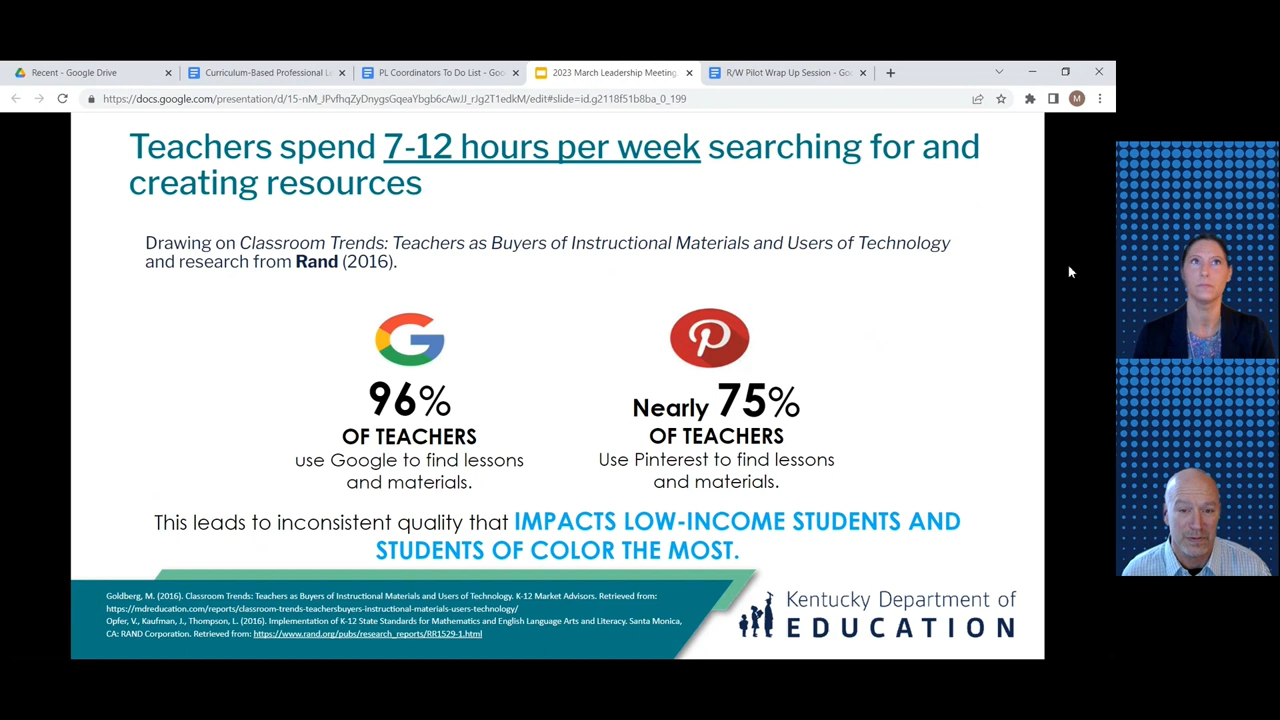 Recent - Google Drive
Curriculum-Based Professional Le
PL Coordinators To Do List - Goo
2023 March Leadership Meeting
R/W Pilot Wrap Up Session - Goo
https://docs.google.com/presentation/d/15-nM_JPvfhqZyDnygsGqeaYbgb6cAwJJ_rJg2T1edkM/edit#slide=id.g2118f51b8ba_0_199
M
Teachers spend 7-12 hours per week searching for and
creating resources
Drawing on Classroom Trends: Teachers as Buyers of Instructional Materials and Users of Technology
and research from Rand (2016).
96%
OF TEACHERS
use Google to find lessons
and materials.
Nearly 75%
OF TEACHERS
Use Pinterest to find lessons
and materials.
This leads to inconsistent quality that IMPACTS LOW-INCOME STUDENTS AND
STUDENTS OF COLOR THE MOST.
Goldberg, M. (2016). Classroom Trends: Teachers as Buyers of Instructional Materials and Users of Technology. K-12 Market Advisors. Retrieved from:
https://mdreducation.com/reports/classroom-trends-teachersbuyers-instructional-materials-users-technology/
Opfer, V., Kaufman, J., Thompson, L. (2016). Implementation of K-12 State Standards for Mathematics and English Language Arts and Literacy. Santa Monica,
CA: RAND Corporation. Retrieved from: https://www.rand.org/pubs/research_reports/RR1529-1.html
Kentucky Department of
EDUCATION